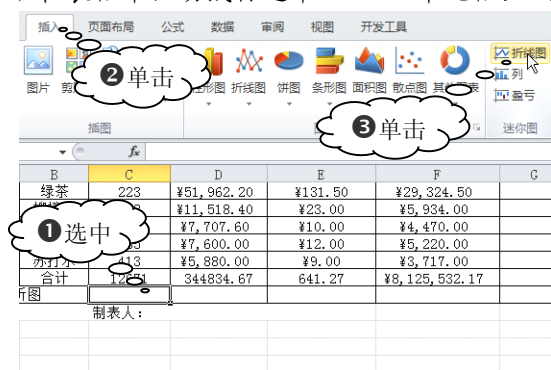 插入 页面布局 公式 数据 审阅 视图 开发工具
❷单击
折线图
列
盈亏
图片 剪 形图 折线图 饼图 条形图 面积图 散点图 其 表
❸单击
插图 迷你图
fx
B C D E F G
绿茶 223 ¥51,962.20 ¥131.50 ¥29,324.50
¥11,518.40 ¥23.00 ¥5,934.00
❶选中 ¥7,707.60 ¥10.00 ¥4,470.00
¥7,600.00 ¥12.00 ¥5,220.00
苏打水 413 ¥5,880.00 ¥9.00 ¥3,717.00
合计 344834.67 641.27 ¥8,125,532.17
折图
制表人：